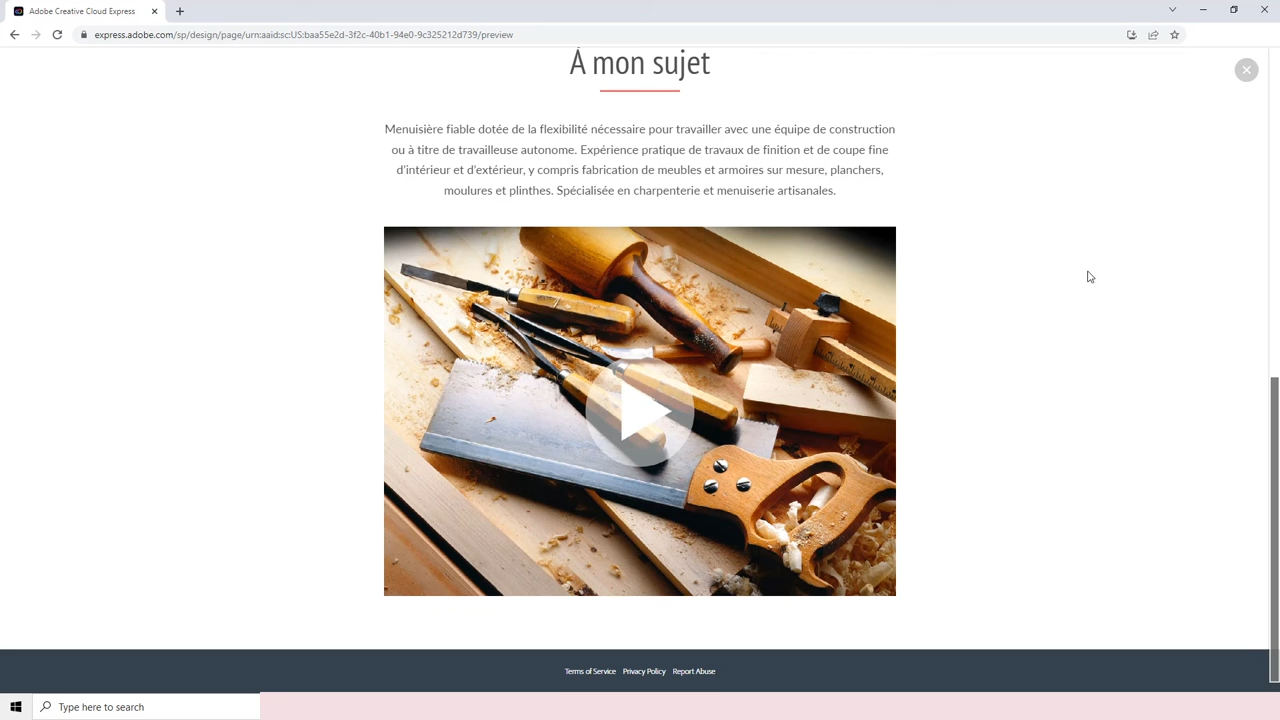 Adobe Creative Cloud Express
express.adobe.com/sp/design/page/urn:aaid:sc:US:baa55e2d-3f2c-40b1-94e0-9c325212d739/preview
À mon sujet
Menuisière fiable dotée de la flexibilité nécessaire pour travailler avec une équipe de construction
ou à titre de travailleuse autonome. Expérience pratique de travaux de finition et de coupe fine
d'intérieur et d'extérieur, y compris fabrication de meubles et armoires sur mesure, planchers,
moulures et plinthes. Spécialisée en charpenterie et menuiserie artisanales.
Terms of Service Privacy Policy Report Abuse
Type here to search